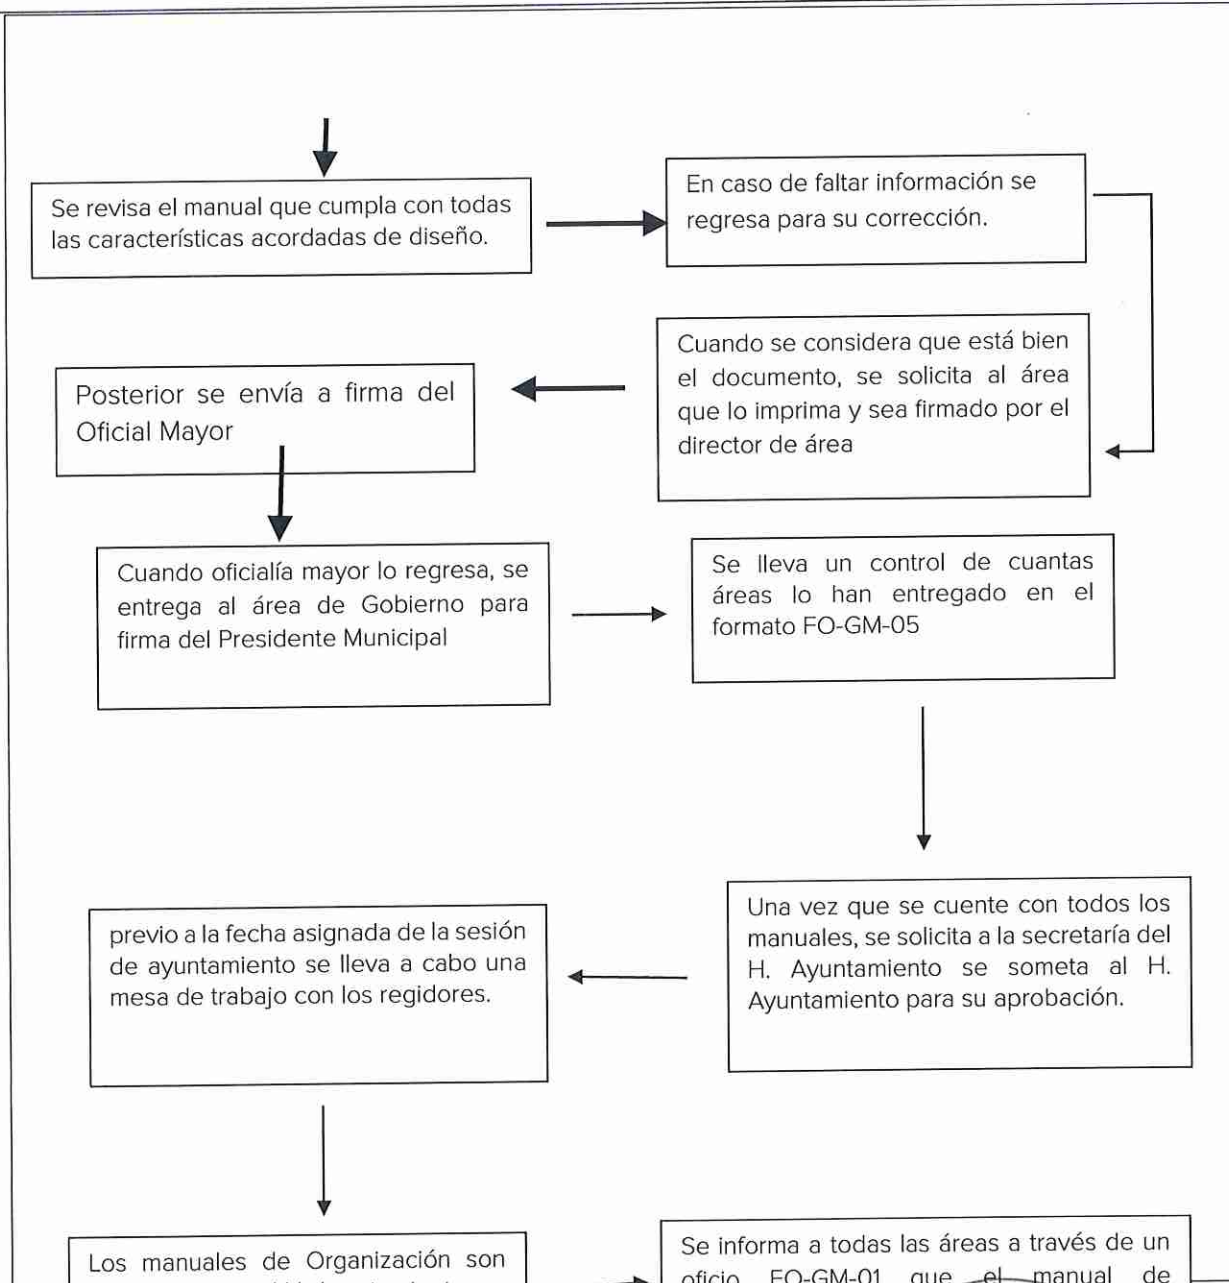 Se revisa el manual que cumpla con todas
las características acordadas de diseño.
En caso de faltar información se
regresa para su corrección.
Cuando se considera que está bien
el documento, se solicita al área
que lo imprima y sea firmado por el
director de área
Posterior se envía a firma del
Oficial Mayor
Cuando oficialía mayor lo regresa, se
entrega al área de Gobierno para
firma del Presidente Municipal
Se lleva un control de cuantas
áreas lo han entregado en el
formato FO-GM-05
Una vez que se cuente con todos los
manuales, se solicita a la secretaría del
H. Ayuntamiento se someta al H.
Ayuntamiento para su aprobación.
previo a la fecha asignada de la sesión
de ayuntamiento se lleva a cabo una
mesa de trabajo con los regidores.
Los manuales de Organización son
Se informa a todas las áreas a través de un
oficio FO-GM-01 que el manual de